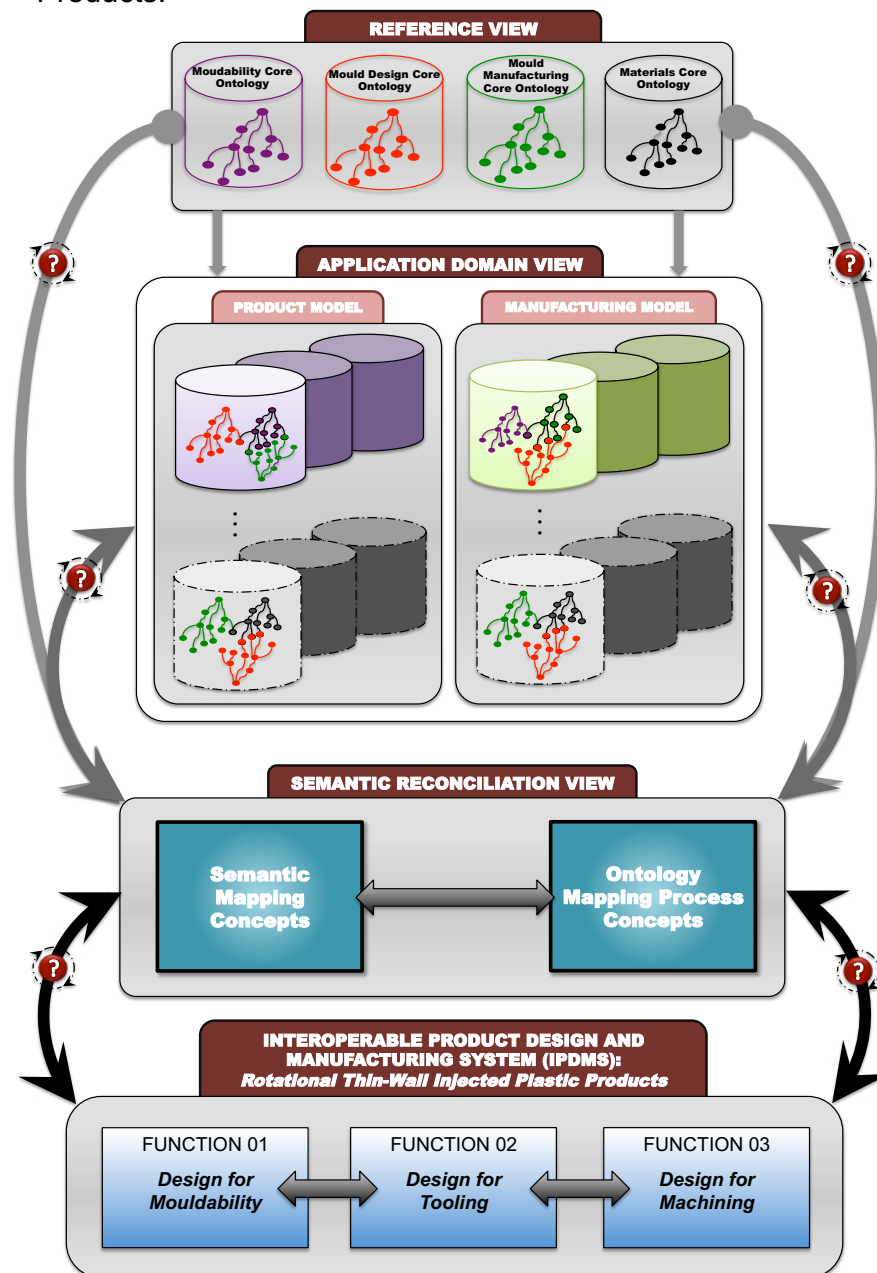 Products.
REFERENCE VIEW
Moudability Core
Ontology
Mould Design Core
Ontology
Mould
Manufacturing
Core Ontology
Materials Core
Ontology
?
?
APPLICATION DOMAIN VIEW
PRODUCT MODEL
MANUFACTURING MODEL
?
?
SEMANTIC RECONCILIATION VIEW
Semantic
Mapping
Concepts
Ontology
Mapping Process
Concepts
?
?
INTEROPERABLE PRODUCT DESIGN AND
MANUFACTURING SYSTEM (IPDMS):
Rotational Thin-Wall Injected Plastic Products
FUNCTION 01
Design for
Mouldability
FUNCTION 02
Design for
Tooling
FUNCTION 03
Design for
Machining